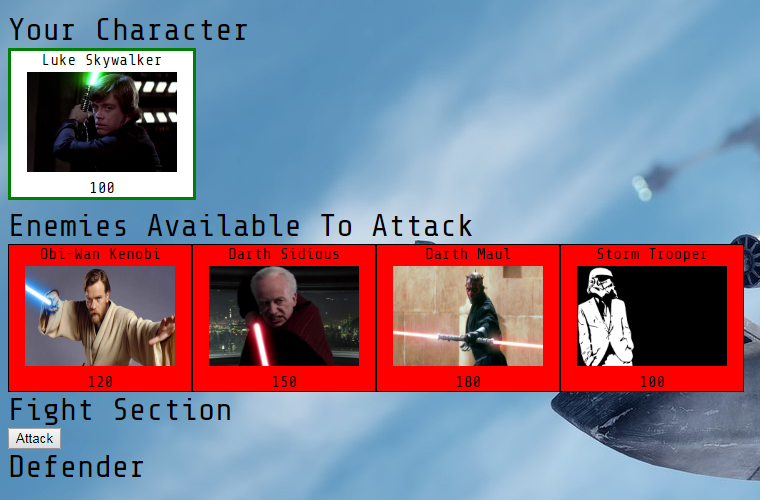 Your Character
Luke Skywalker
100
Enemies Available To Attack
Obi-Wan Kenobi Darth Sidious Darth Maul Storm Trooper
120 150 180 100
Fight Section
Attack
Defender